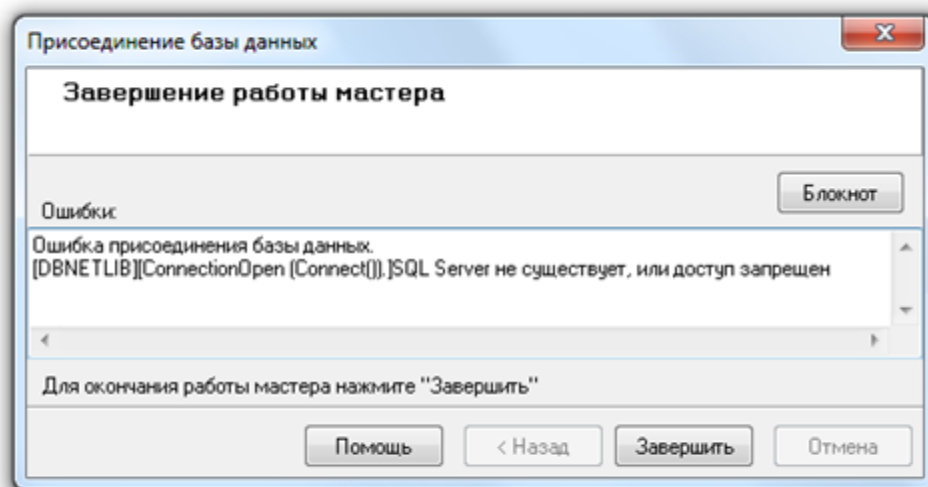 Присоединение базы данных
Завершение работы мастера
Блокнот
Ошибки:
Ошибка присоединения базы данных.
[DBNETLIB][ConnectionOpen (Connect()).]SQL Server не существует, или доступ запрещен
Для окончания работы мастера нажмите "Завершить"
Помощь
< Назад
Завершить
Отмена